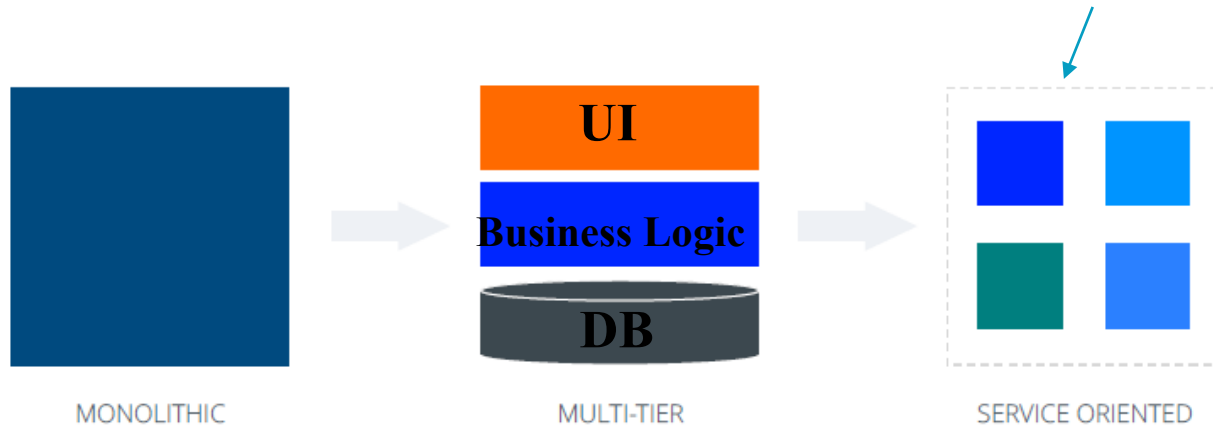 UI
Business Logic
DB
MONOLITHIC
MULTI-TIER
SERVICE ORIENTED